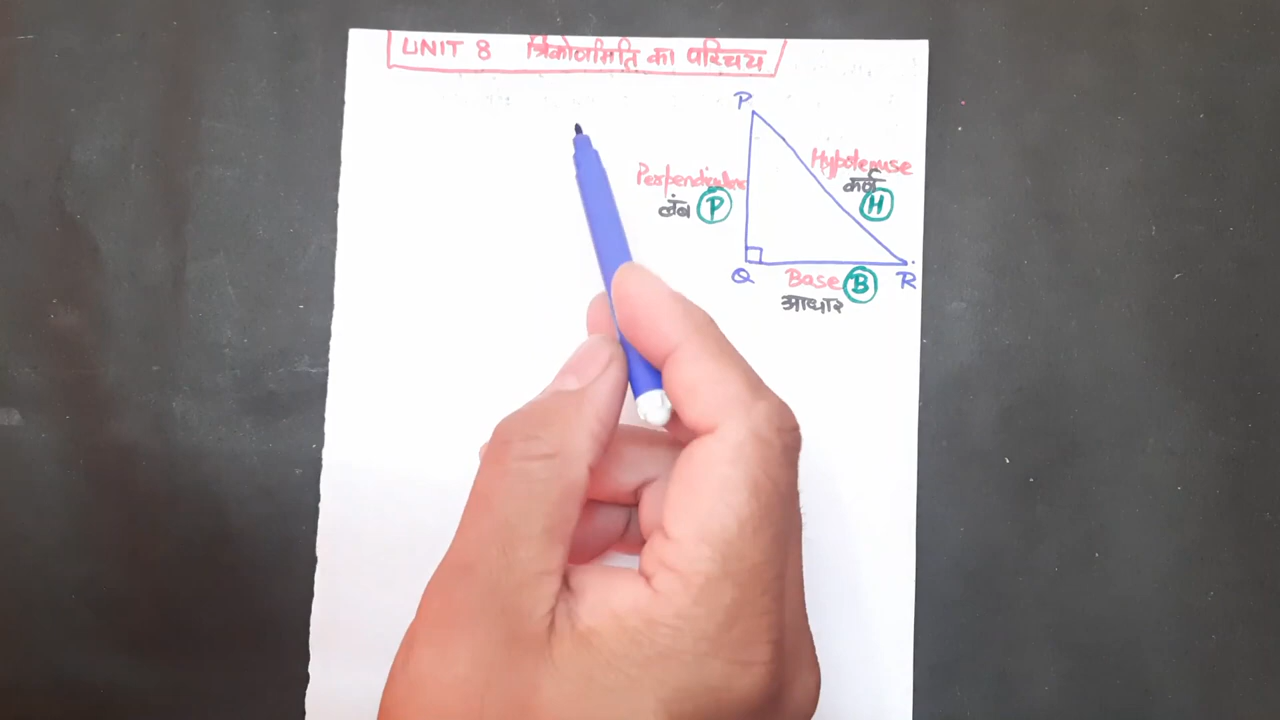 UNIT 8 त्रिकोणमिति का परिचय
P
Perpendicular
लंब P
Hypotenuse
कर्ण
H
Q Base B R
आधार